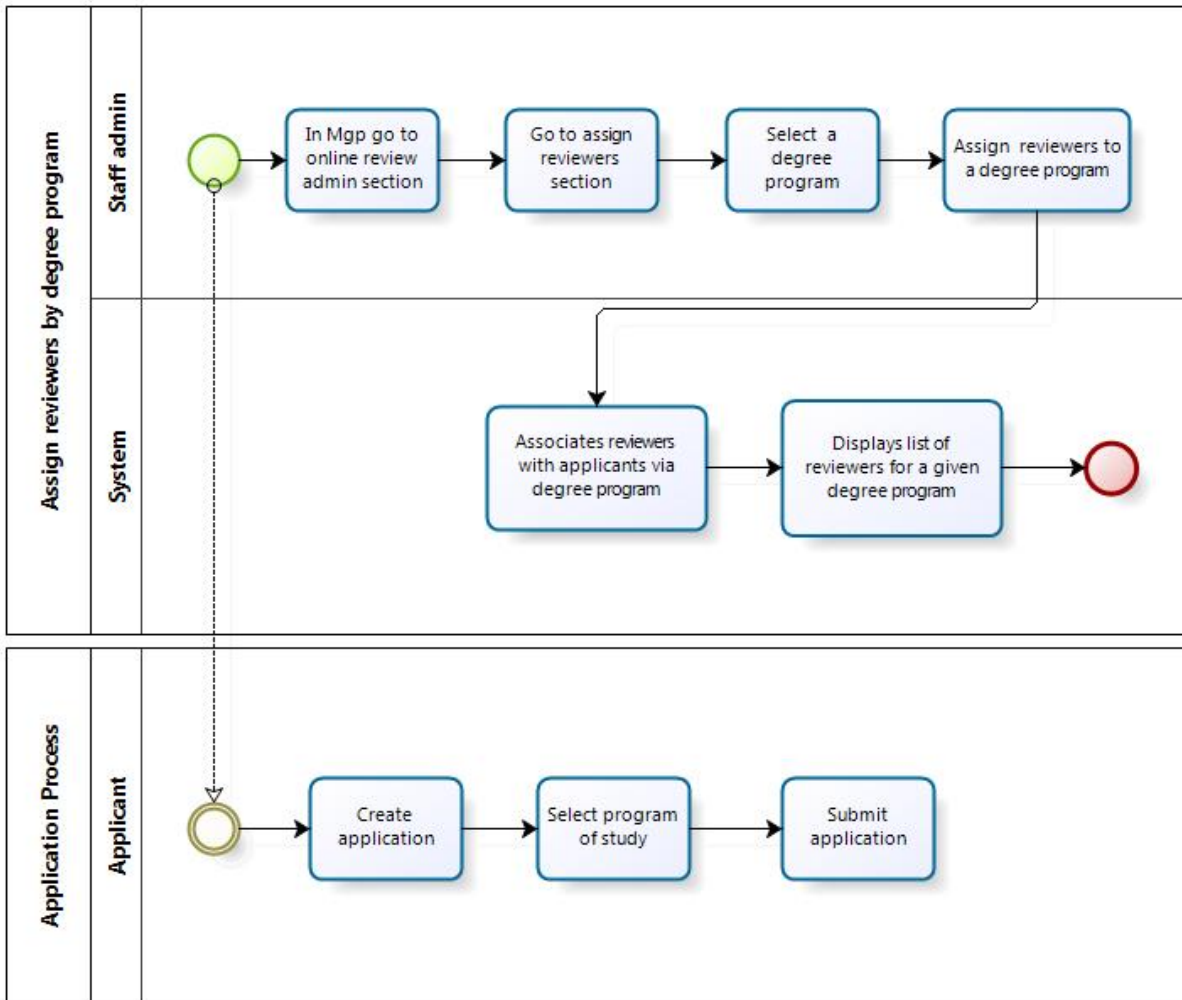 Assign reviewers by degree program
Staff admin
In Mgp go to
online review
admin section
Go to assign
reviewers
section
Select a
degree
program
Assign reviewers to
a degree program
System
Associates reviewers
with applicants via
degree program
Displays list of
reviewers for a given
degree program
Application Process
Applicant
Create
application
Select program
of study
Submit
application